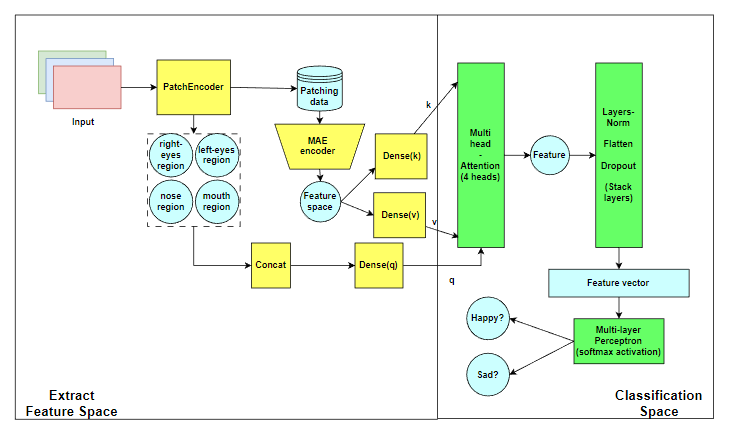 Input
PatchEncoder
Patching
data
right-
eyes
region
left-eyes
region
nose
region
mouth
region
MAE
encoder
Feature
space
Dense(k)
Dense(v)
k
v
Concat
Dense(q)
q
Multi
head
-
Attention
(4 heads)
Feature
Layers-
Norm
Flatten
Dropout
(Stack
layers)
Feature vector
Multi-layer
Perceptron
(softmax activation)
Happy?
Sad?
Extract
Feature Space
Classification
Space